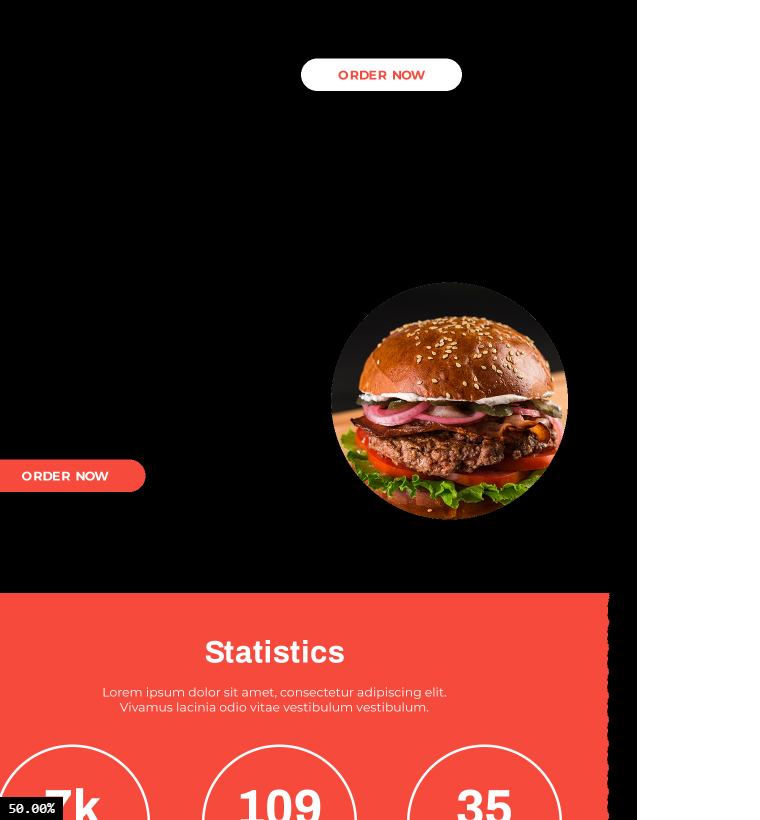 ORDER NOW
ORDER NOW
Statistics
Lorem ipsum dolor sit amet, consectetur adipiscing elit.
Vivamus lacinia odio vitae vestibulum vestibulum.
7k
109
35
50.00%